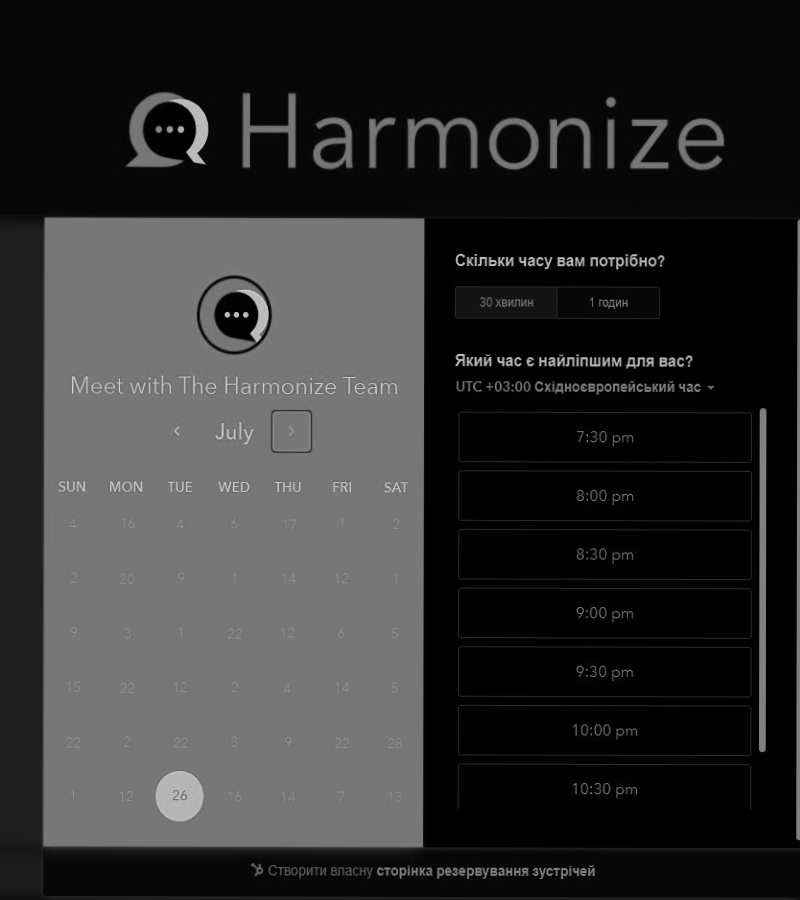 Harmonize
Meet with The Harmonize Team
July
SUN MON TUE WED THU FRI SAT
4 16 4 6 17 1 2
2 20 9 1 14 12 1
9 3 1 22 12 6 5
15 22 12 2 4 14 5
22 2 22 8 9 22 28
1 12 26 16 14 7 13
Скільки часу вам потрібно?
30 хвилин 1 годин
Який час є найліпшим для вас?
UTC +03:00 Східноєвропейський час
7:30 pm
8:00 pm
8:30 pm
9:00 pm
9:30 pm
10:00 pm
10:30 pm
Створити власну сторінка резервування зустрічей